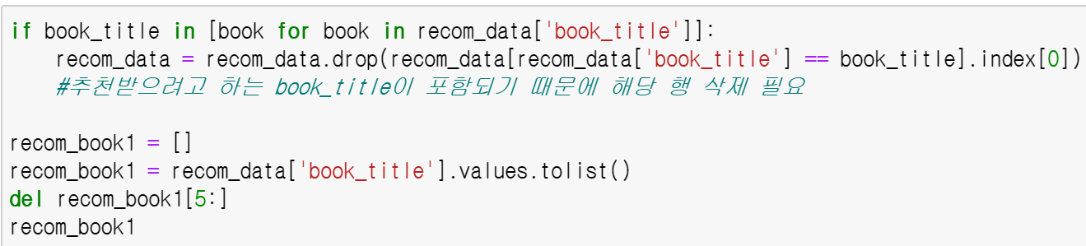 if book_title in [book for book in recom_data['book_title']]:
    recom_data = recom_data.drop(recom_data[recom_data['book_title'] == book_title].index[0])
    #추천받으려고 하는 book_title이 포함되기 때문에 해당 행 삭제 필요

recom_book1 = []
recom_book1 = recom_data['book_title'].values.tolist()
del recom_book1[5:]
recom_book1